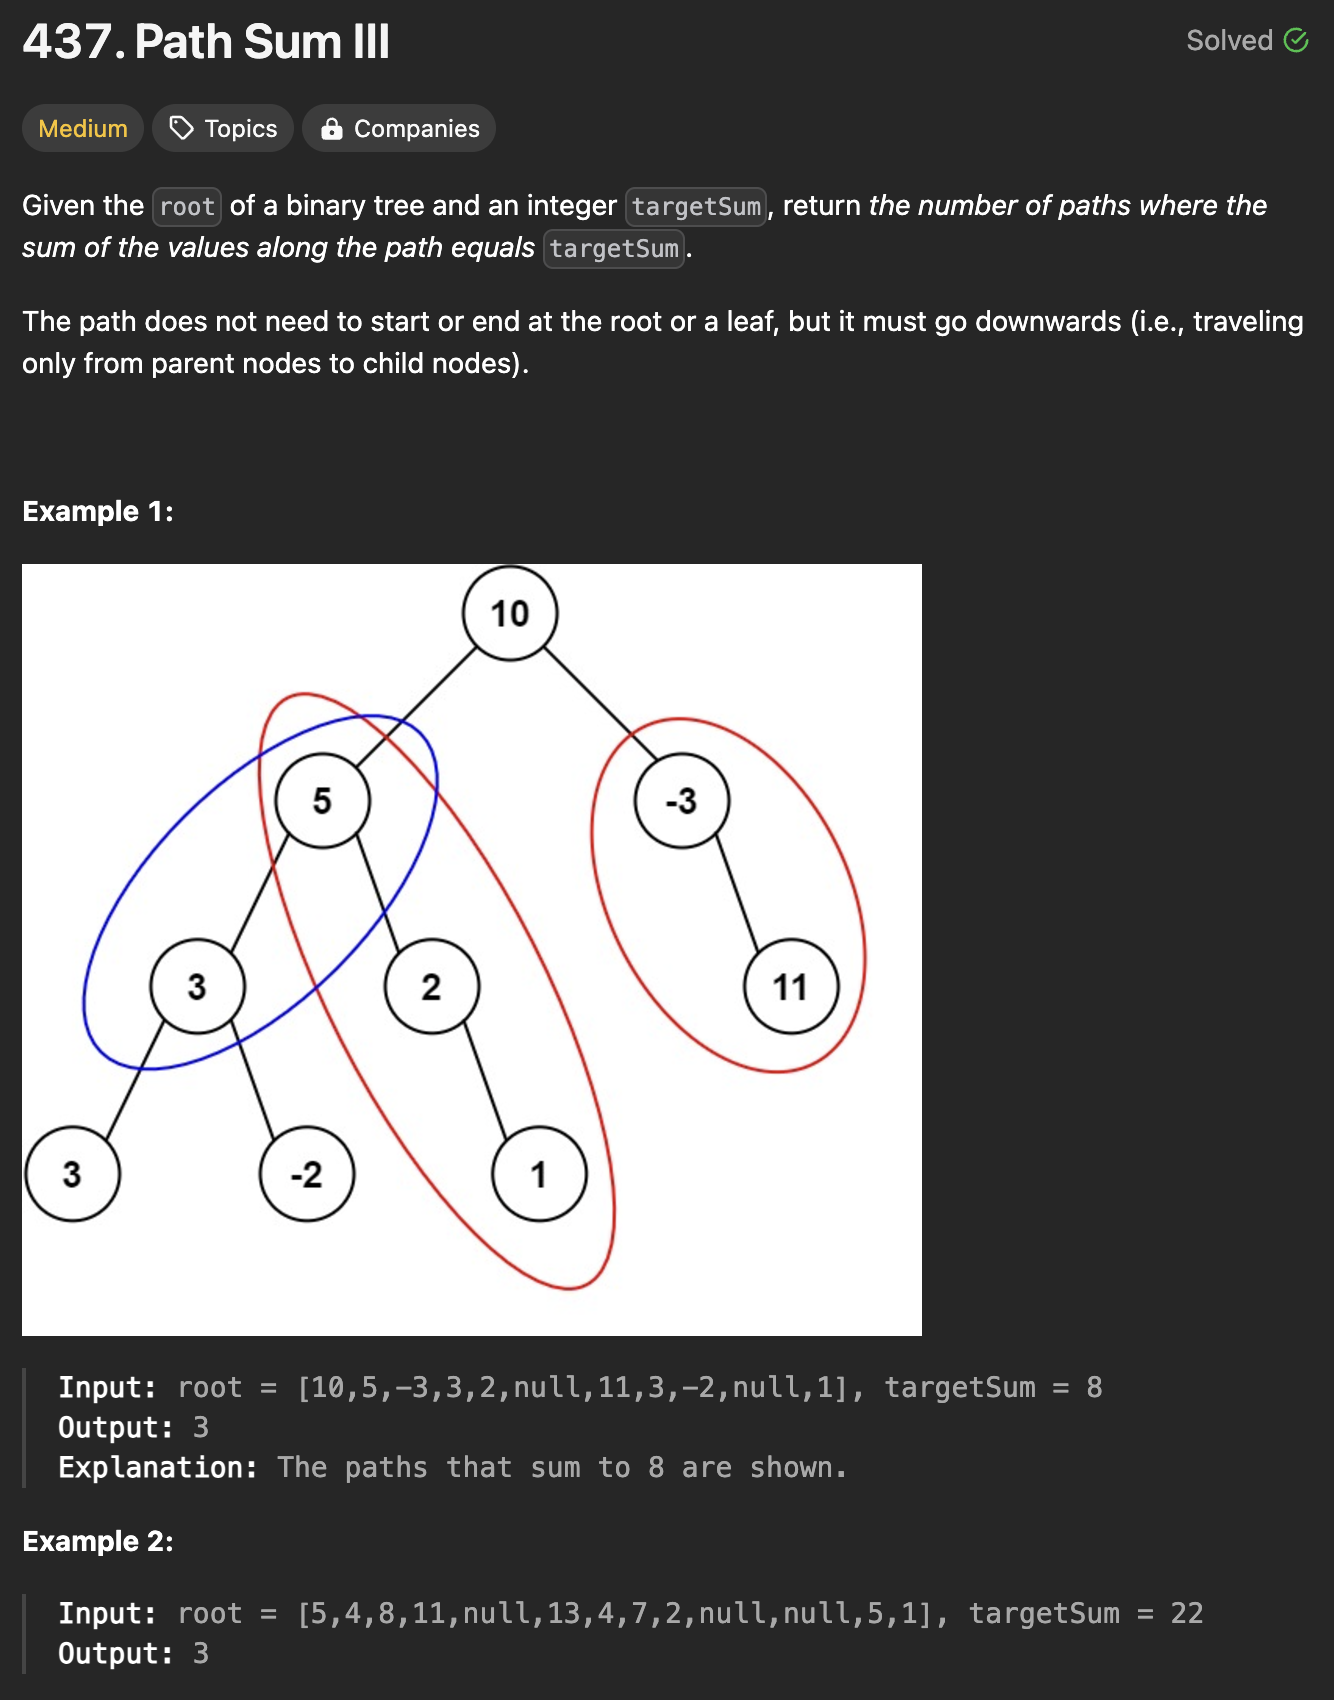 437. Path Sum III
Solved
Medium
Topics
Companies
Given the root of a binary tree and an integer targetSum, return the number of paths where the
sum of the values along the path equals targetSum.
The path does not need to start or end at the root or a leaf, but it must go downwards (i.e., traveling
only from parent nodes to child nodes).
Example 1:
10
5
-3
3
2
11
3
-2
1
Input: root = [10,5,-3,3,2,null,11,3,-2,null,1], targetSum = 8
Output: 3
Explanation: The paths that sum to 8 are shown.
Example 2:
Input: root = [5,4,8,11,null,13,4,7,2,null,null,5,1], targetSum = 22
Output: 3